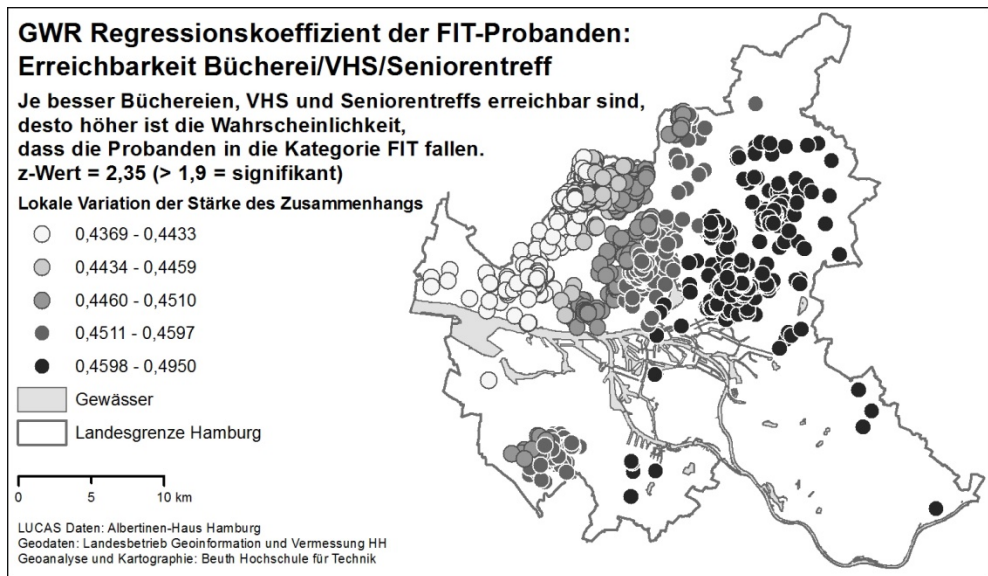 GWR Regressionskoeffizient der FIT-Probanden:
Erreichbarkeit Bücherei/VHS/Seniorentreff
Je besser Büchereien, VHS und Seniorentreffs erreichbar sind,
desto höher ist die Wahrscheinlichkeit,
dass die Probanden in die Kategorie FIT fallen.
z-Wert = 2,35 (> 1,9 = signifikant)
Lokale Variation der Stärke des Zusammenhangs
0,4369 - 0,4433
0,4434 - 0,4459
0,4460 - 0,4510
0,4511 - 0,4597
0,4598 - 0,4950
Gewässer
Landesgrenze Hamburg
0 5 10 km
LUCAS Daten: Albertinen-Haus Hamburg
Geodaten: Landesbetrieb Geoinformation und Vermessung HH
Geoanalyse und Kartographie: Beuth Hochschule für Technik